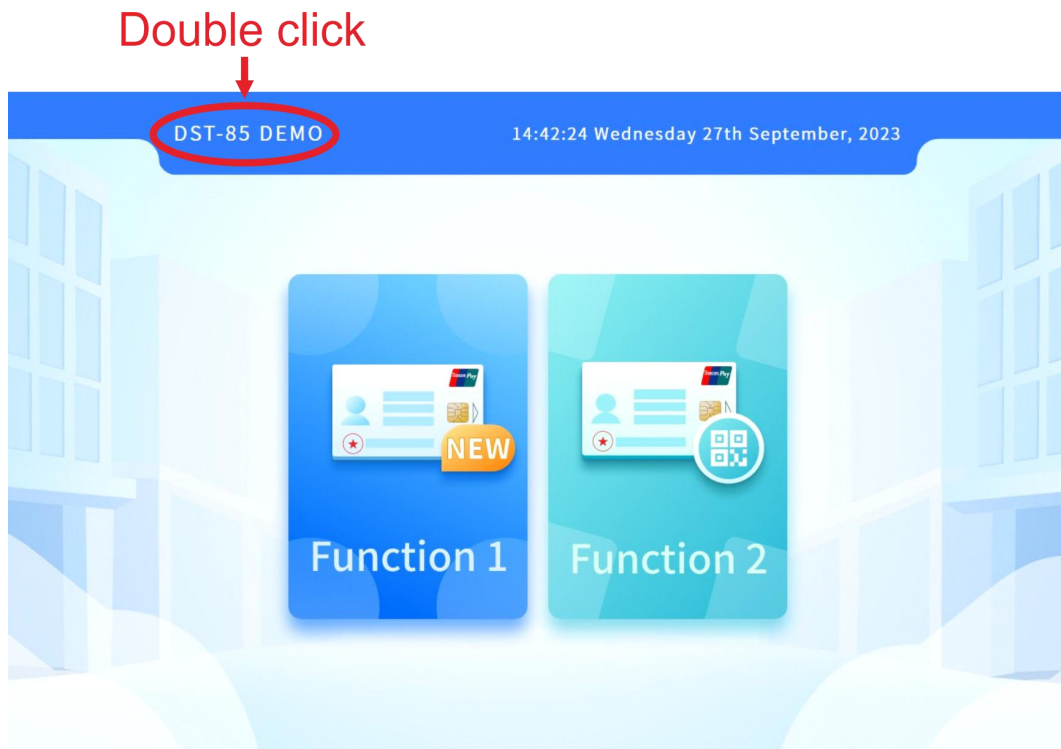 Double click
DST-85 DEMO
14:42:24 Wednesday 27th September, 2023
NEW
Function 1
Function 2